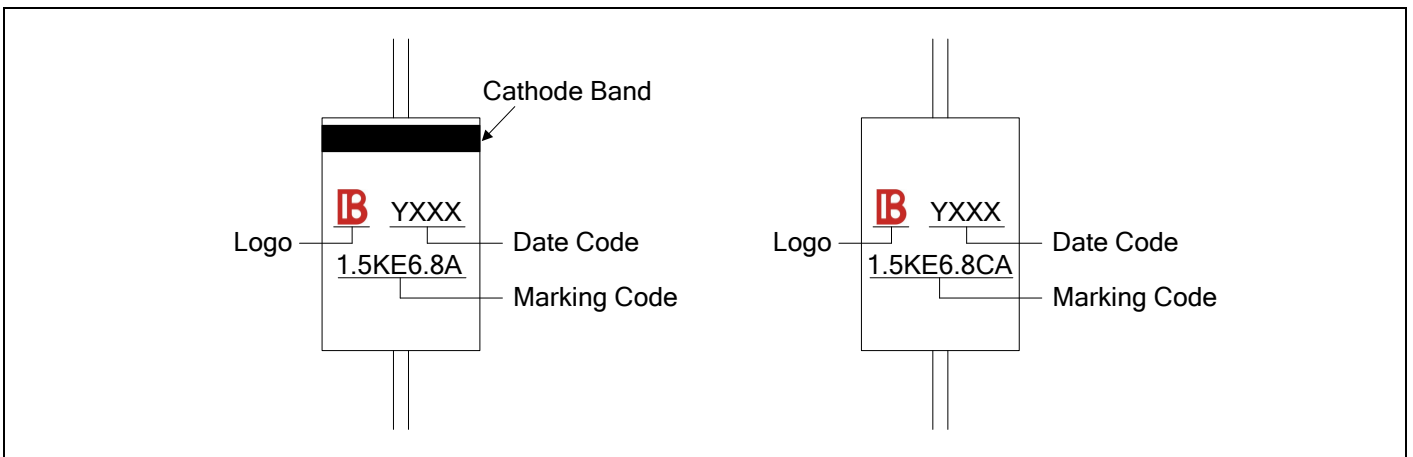 Cathode Band
B YXXX
Logo
Date Code
1.5KE6.8A
Marking Code
B YXXX
Logo
Date Code
1.5KE6.8CA
Marking Code